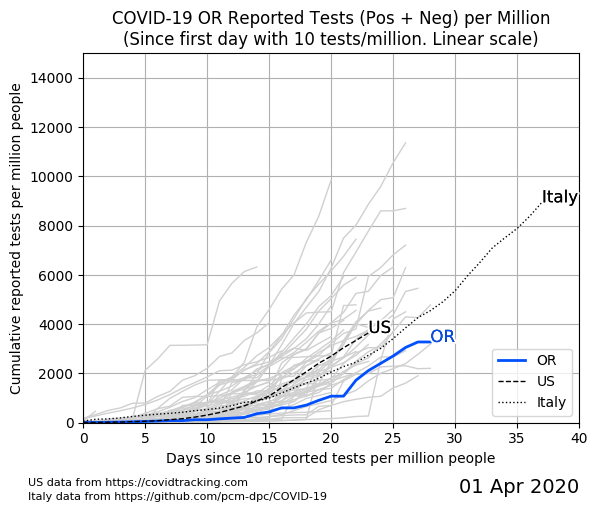 COVID-19 OR Reported Tests (Pos + Neg) per Million
(Since first day with 10 tests/million. Linear scale)
Cumulative reported tests per million people
14000
12000
10000
8000
6000
4000
2000
0
Italy
US
OR
OR
US
Italy
0 5 10 15 20 25 30 35 40
Days since 10 reported tests per million people
US data from https://covidtracking.com
Italy data from https://github.com/pcm-dpc/COVID-19
01 Apr 2020